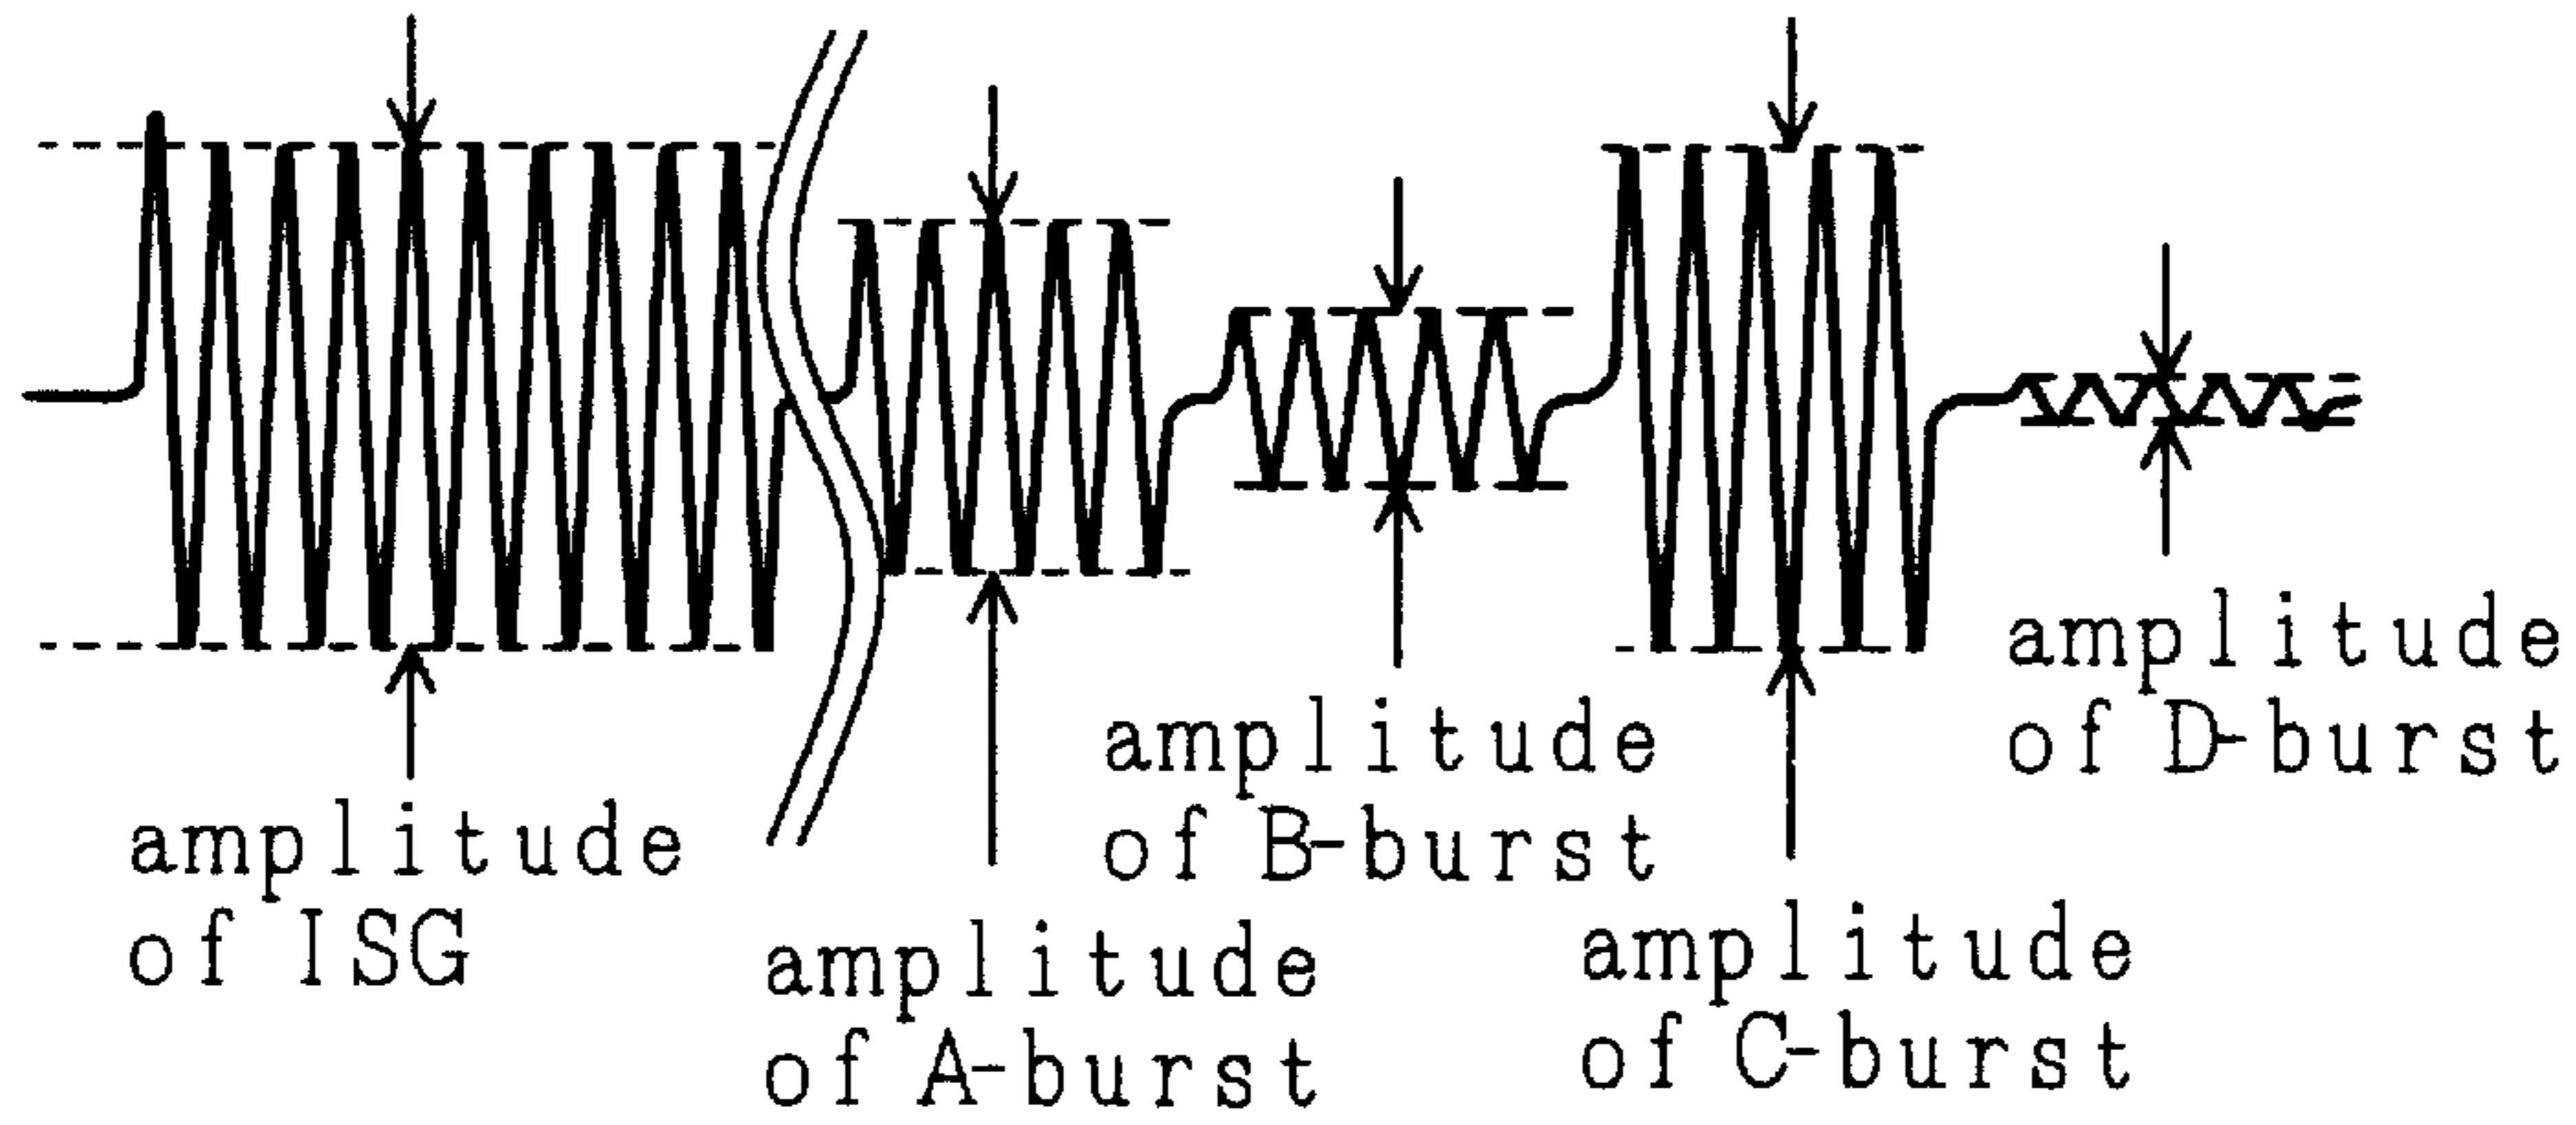 amplitude
of ISG
amplitude
of A-burst
amplitude
of B-burst
amplitude
of C-burst
amplitude
of D-burst